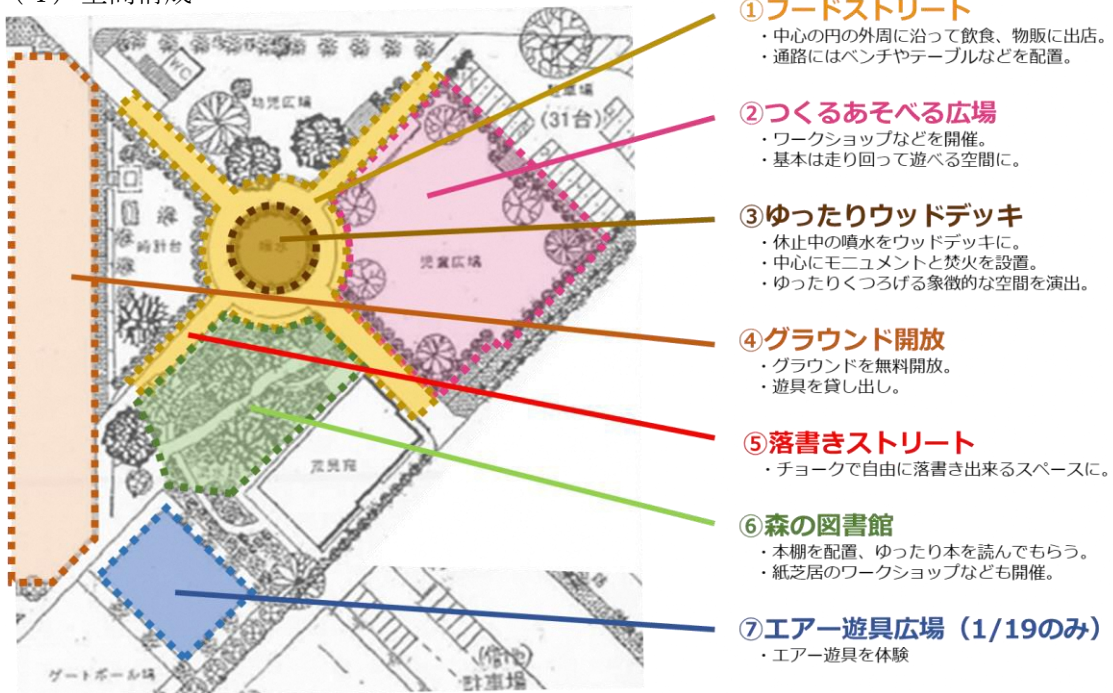 (1) 空間構成
①フードストリート
・中心の円の外周に沿って飲食、物販に出店。
・通路にはベンチやテーブルなどを配置。
②つくるあそべる広場
・ワークショップなどを開催。
・基本は走り回って遊べる空間に。
③ゆったりウッドデッキ
・休止中の噴水をウッドデッキに。
・中心にモニュメントと焚火を設置。
・ゆったりくつろげる象徴的な空間を演出。
④グラウンド開放
・グラウンドを無料開放。
・遊具を貸し出し。
⑤落書きストリート
・チョークで自由に落書き出来るスペースに。
⑥森の図書館
・本棚を配置、ゆったり本を読んでもらう。
・紙芝居のワークショップなども開催。
⑦エアー遊具広場（1/19のみ）
・エアー遊具を体験
WC
幼児広場
駐車場
(31台)
時計台
噴水
児童広場
ゲートボール場
(借地)
駐車場